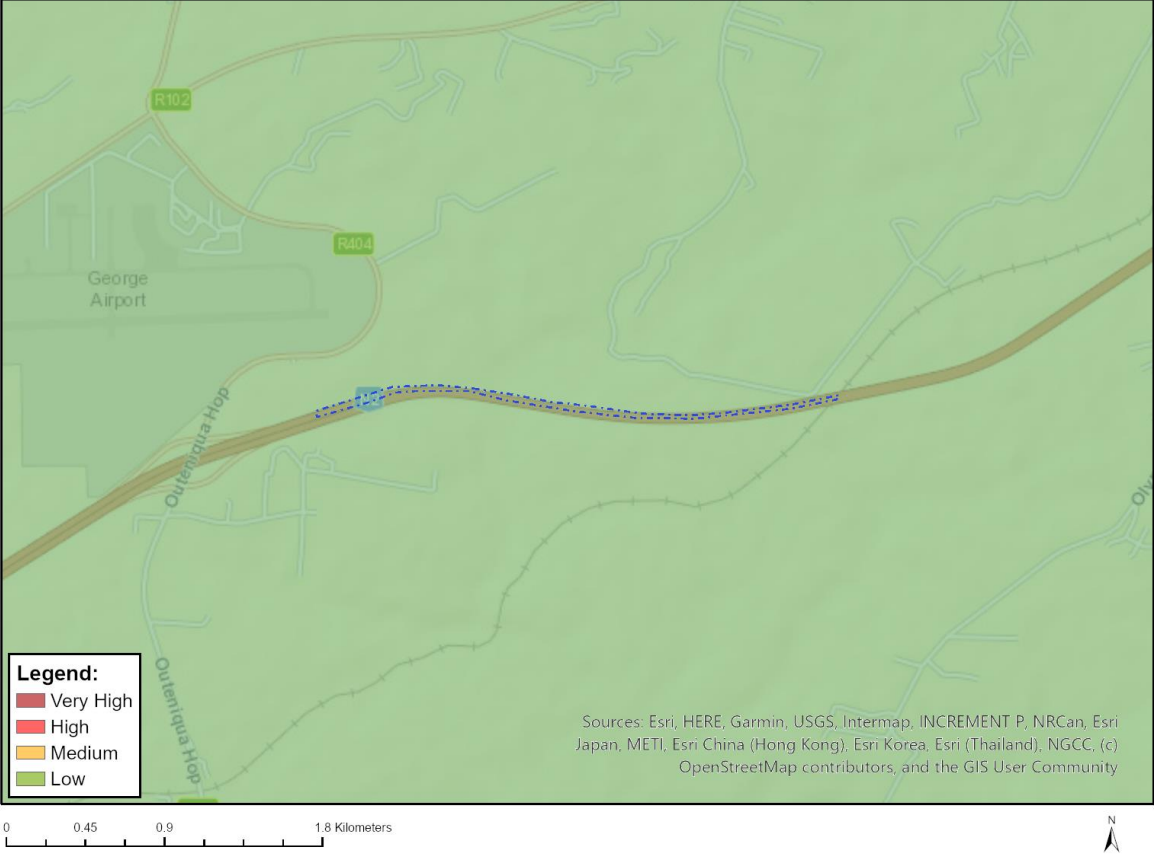 R102
R404
George
Airport
Outeniqua Hop
Outeniqua Hop
Legend:
Very High
High
Medium
Low
Sources: Esri, HERE, Garmin, USGS, Intermap, INCREMENT P, NRCan, Esri
Japan, METI, Esri China (Hong Kong), Esri Korea, Esri (Thailand), NGCC, (c)
OpenStreetMap contributors, and the GIS User Community
0 0.45 0.9 1.8 Kilometers
N